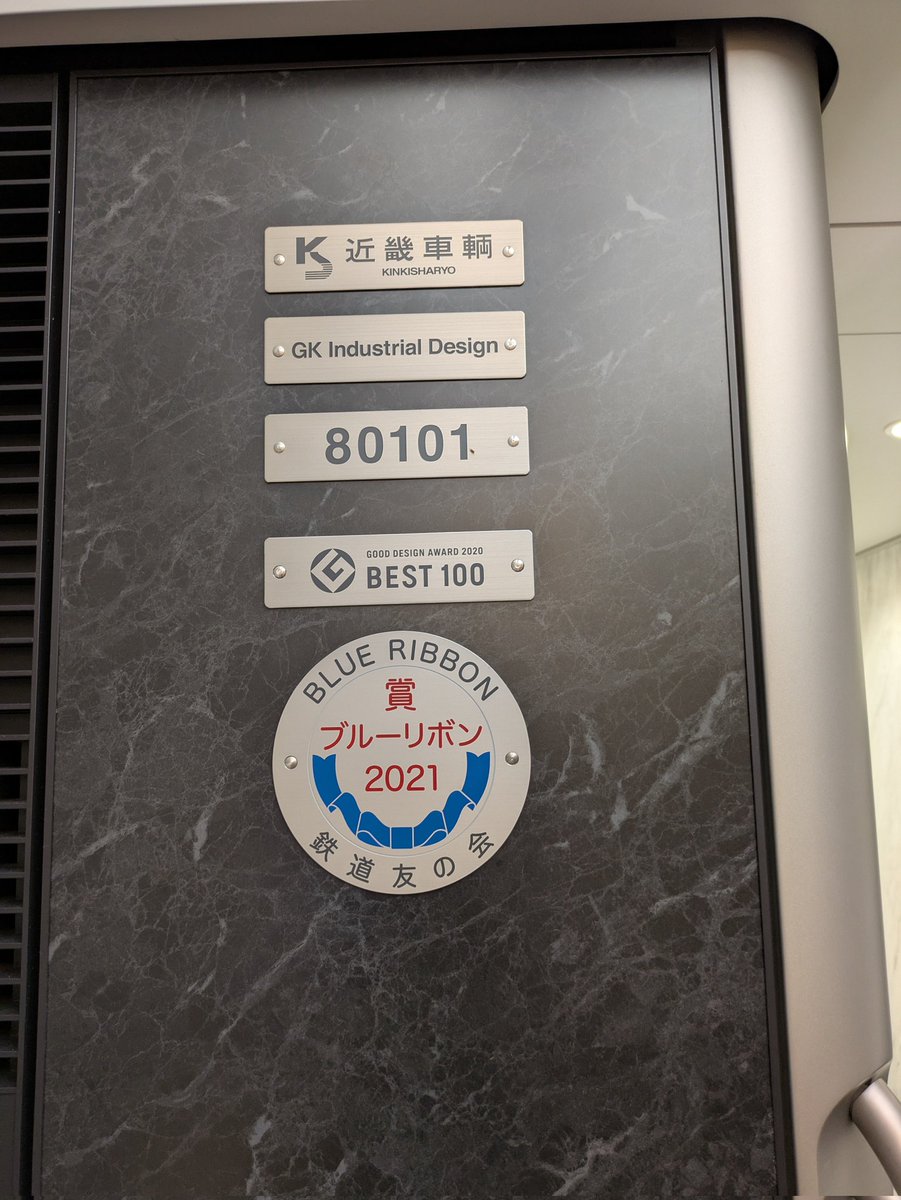 KS 近畿車輌
KINKISHARYO
GK Industrial Design
80101
GOOD DESIGN AWARD 2020
BEST 100
BLUE RIBBON
賞
ブルーリボン
2021
鉄道友の会